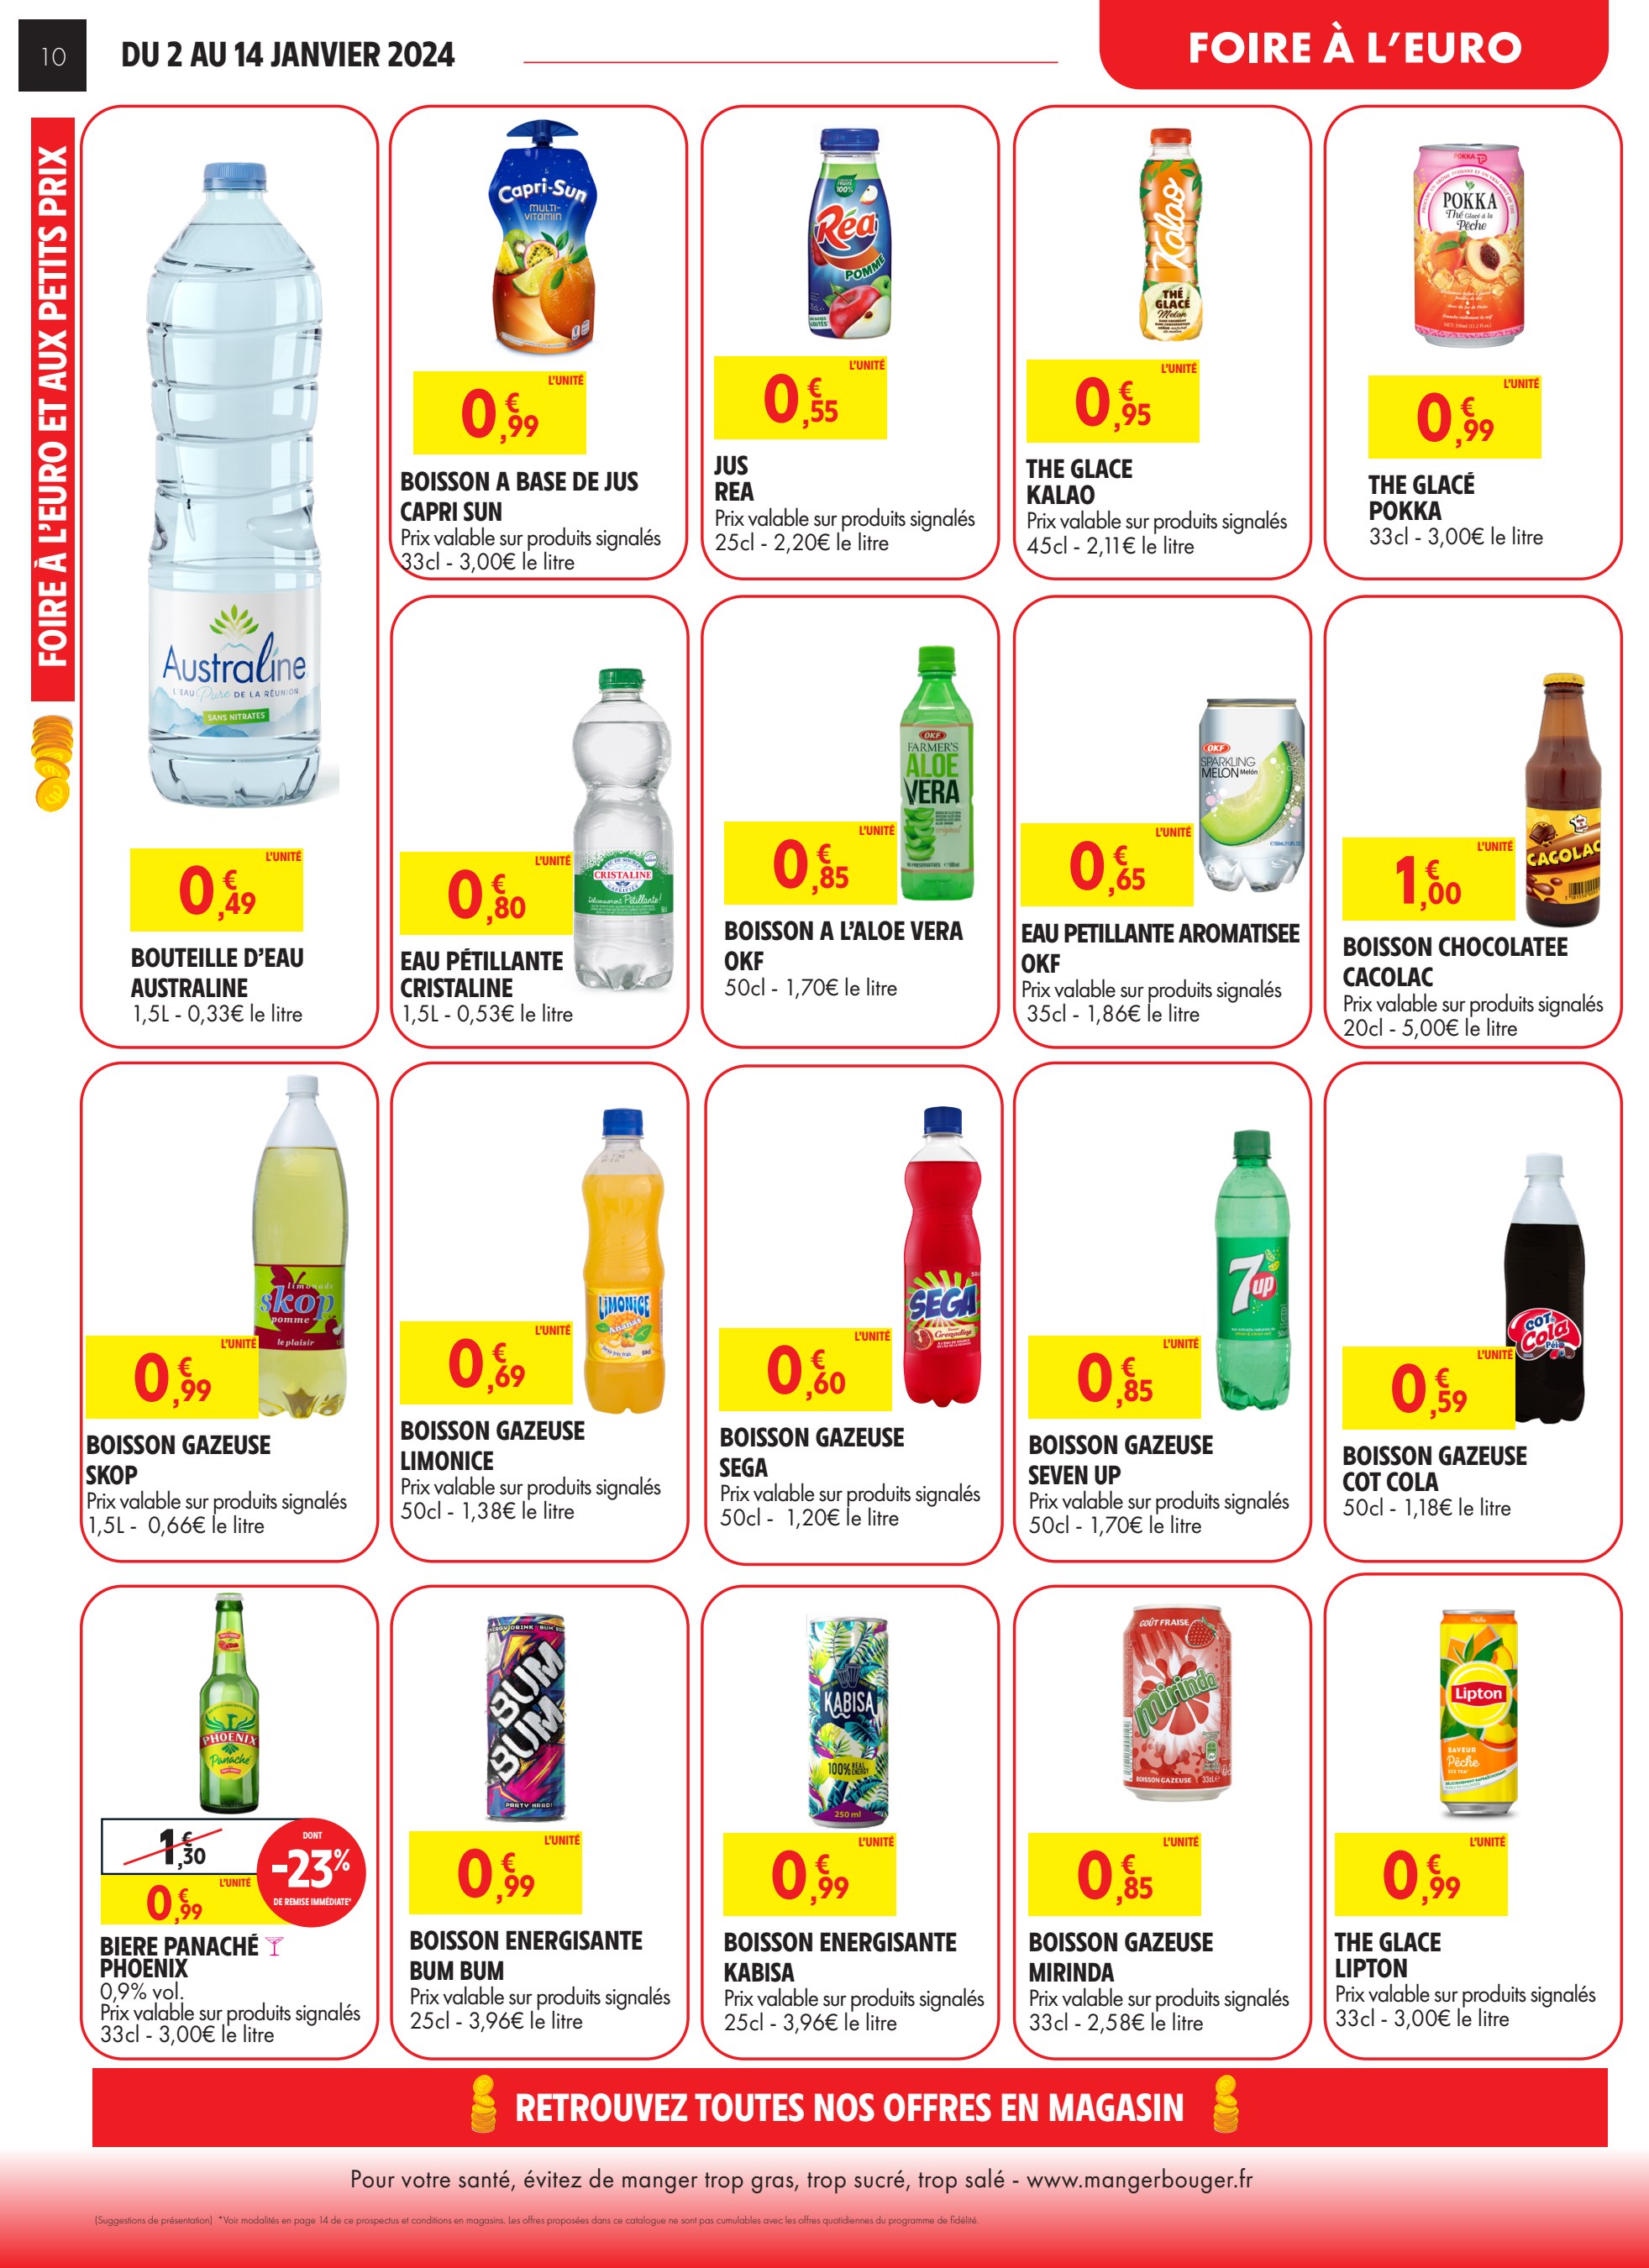 10
DU 2 AU 14 JANVIER 2024
FOIRE À L'EURO
FOIRE À L'EURO ET AUX PETITS PRIX
Australine
L'EAU Pure DE LA RÉUNION
SANS NITRATES
L'UNITÉ
0€,49
BOUTEILLE D'EAU
AUSTRALINE
1,5L - 0,33€ le litre
Capri-Sun
MULTI-
VITAMIN
L'UNITÉ
0€,99
BOISSON A BASE DE JUS
CAPRI SUN
Prix valable sur produits signalés
33cl - 3,00€ le litre
100%
Réa
POMME
L'UNITÉ
0€,55
JUS
REA
Prix valable sur produits signalés
25cl - 2,20€ le litre
Kalao
THÉ
GLACÉ
Melon
L'UNITÉ
0€,95
THE GLACE
KALAO
Prix valable sur produits signalés
45cl - 2,11€ le litre
POKKA
POKKA
Thé Glacé à la
Pêche
L'UNITÉ
0€,99
THE GLACÉ
POKKA
33cl - 3,00€ le litre
CRISTALINE
Pétillante!
L'UNITÉ
0€,80
EAU PÉTILLANTE
CRISTALINE
1,5L - 0,53€ le litre
OKF
FARMER'S
ALOE
VERA
original
L'UNITÉ
0€,85
BOISSON A L'ALOE VERA
OKF
50cl - 1,70€ le litre
OKF
SPARKLING
MELON Melón
L'UNITÉ
0€,65
EAU PETILLANTE AROMATISEE
OKF
Prix valable sur produits signalés
35cl - 1,86€ le litre
CACOLAC
L'UNITÉ
1€,00
BOISSON CHOCOLATEE
CACOLAC
Prix valable sur produits signalés
20cl - 5,00€ le litre
limonade
skop
pomme
le plaisir
L'UNITÉ
0€,99
BOISSON GAZEUSE
SKOP
Prix valable sur produits signalés
1,5L - 0,66€ le litre
LIMONICE
Ananas
L'UNITÉ
0€,69
BOISSON GAZEUSE
LIMONICE
Prix valable sur produits signalés
50cl - 1,38€ le litre
SEGA
Grenadine
L'UNITÉ
0€,60
BOISSON GAZEUSE
SEGA
Prix valable sur produits signalés
50cl - 1,20€ le litre
7up
L'UNITÉ
0€,85
BOISSON GAZEUSE
SEVEN UP
Prix valable sur produits signalés
50cl - 1,70€ le litre
COT
Cola
Péi
L'UNITÉ
0€,59
BOISSON GAZEUSE
COT COLA
50cl - 1,18€ le litre
PHOENIX
Panaché
1€,30
DONT
-23%
DE REMISE IMMÉDIATE*
L'UNITÉ
0€,99
BIERE PANACHÉ
PHOENIX
0,9% vol.
Prix valable sur produits signalés
33cl - 3,00€ le litre
BUM
BUM
PARTY HARD!
L'UNITÉ
0€,99
BOISSON ENERGISANTE
BUM BUM
Prix valable sur produits signalés
25cl - 3,96€ le litre
KABISA
100% REAL ENERGY
250 ml
L'UNITÉ
0€,99
BOISSON ENERGISANTE
KABISA
Prix valable sur produits signalés
25cl - 3,96€ le litre
GOÛT FRAISE
mirinda
BOISSON GAZEUSE 33cL
L'UNITÉ
0€,85
BOISSON GAZEUSE
MIRINDA
Prix valable sur produits signalés
33cl - 2,58€ le litre
Lipton
SAVEUR
Pêche
ICE TEA
L'UNITÉ
0€,99
THE GLACE
LIPTON
Prix valable sur produits signalés
33cl - 3,00€ le litre
RETROUVEZ TOUTES NOS OFFRES EN MAGASIN
Pour votre santé, évitez de manger trop gras, trop sucré, trop salé - www.mangerbouger.fr
(Suggestions de présentation) *Voir modalités en page 14 de ce prospectus et conditions en magasins. Les offres proposées dans ce catalogue ne sont pas cumulables avec les offres quotidiennes du programme de fidélité.